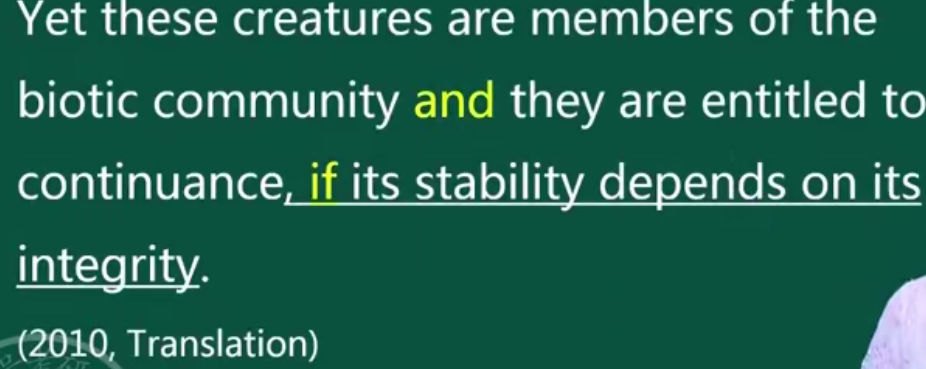 Yet these creatures are members of the
biotic community and they are entitled to
continuance, if its stability depends on its
integrity.
(2010, Translation)